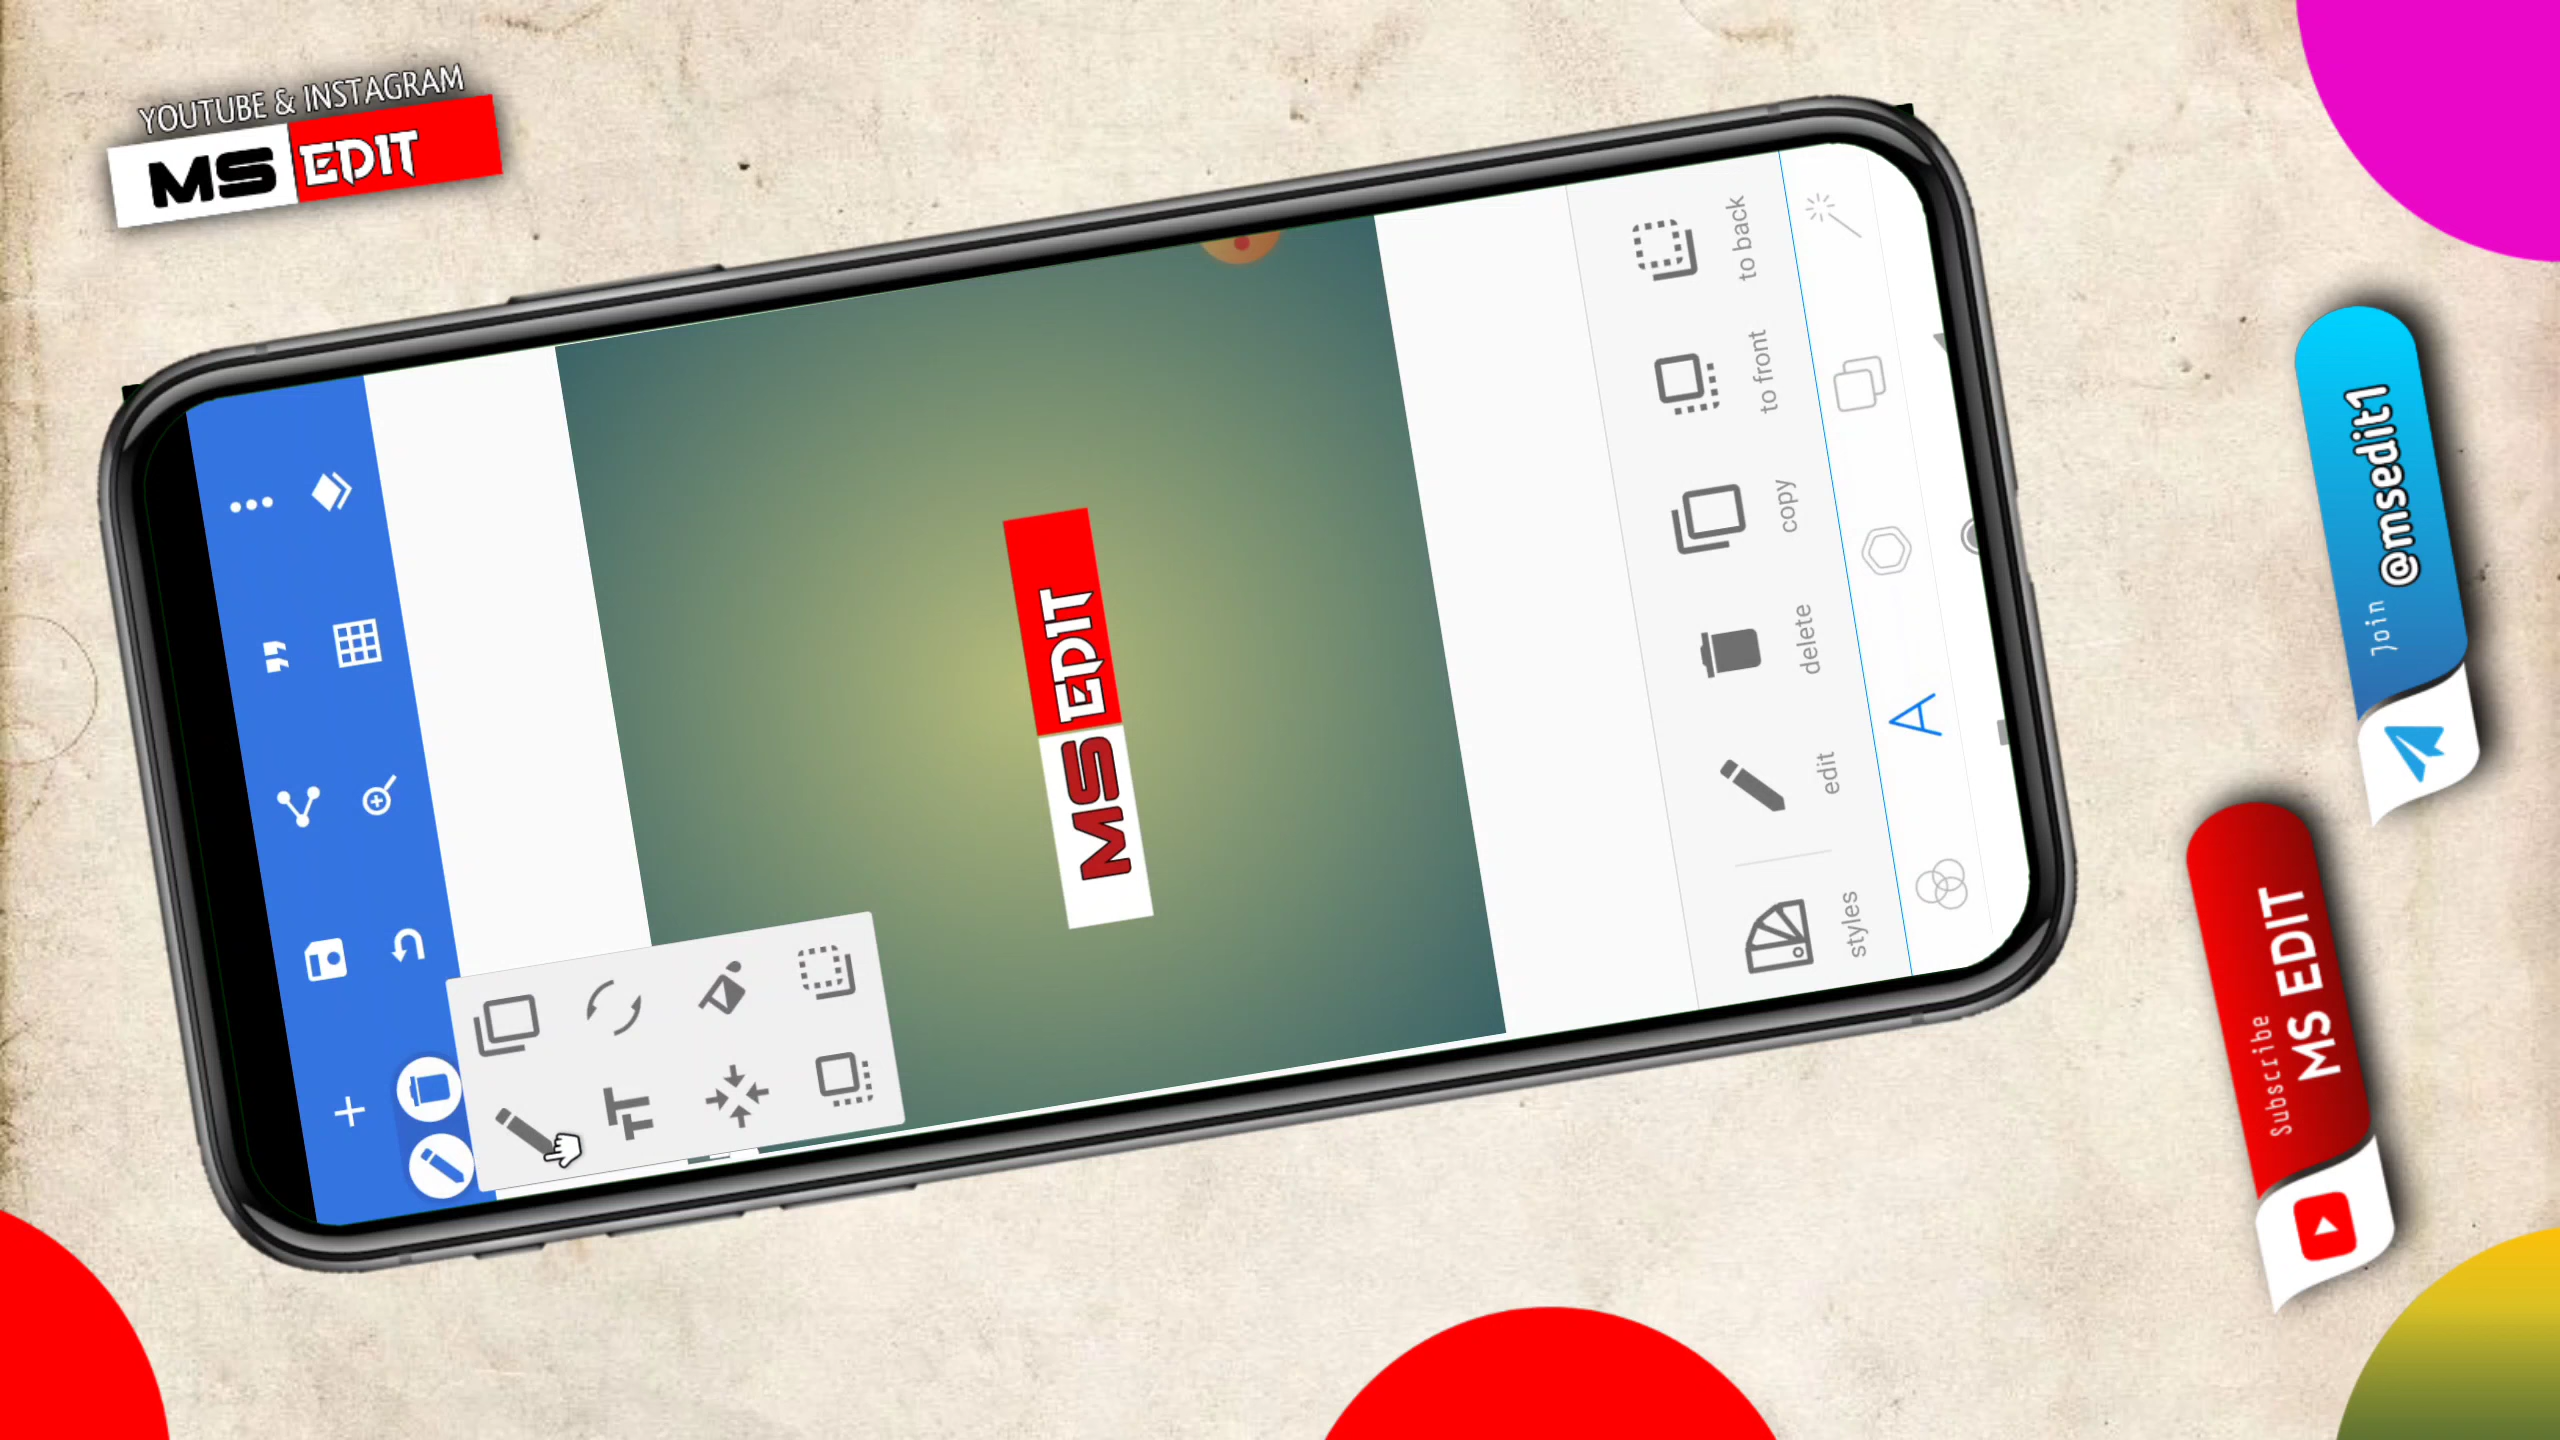 YOUTUBE & INSTAGRAM
MS EDIT
MS EDIT
to back
to front
copy
delete
edit
styles
Join
@msedit1
Subscribe
MS EDIT